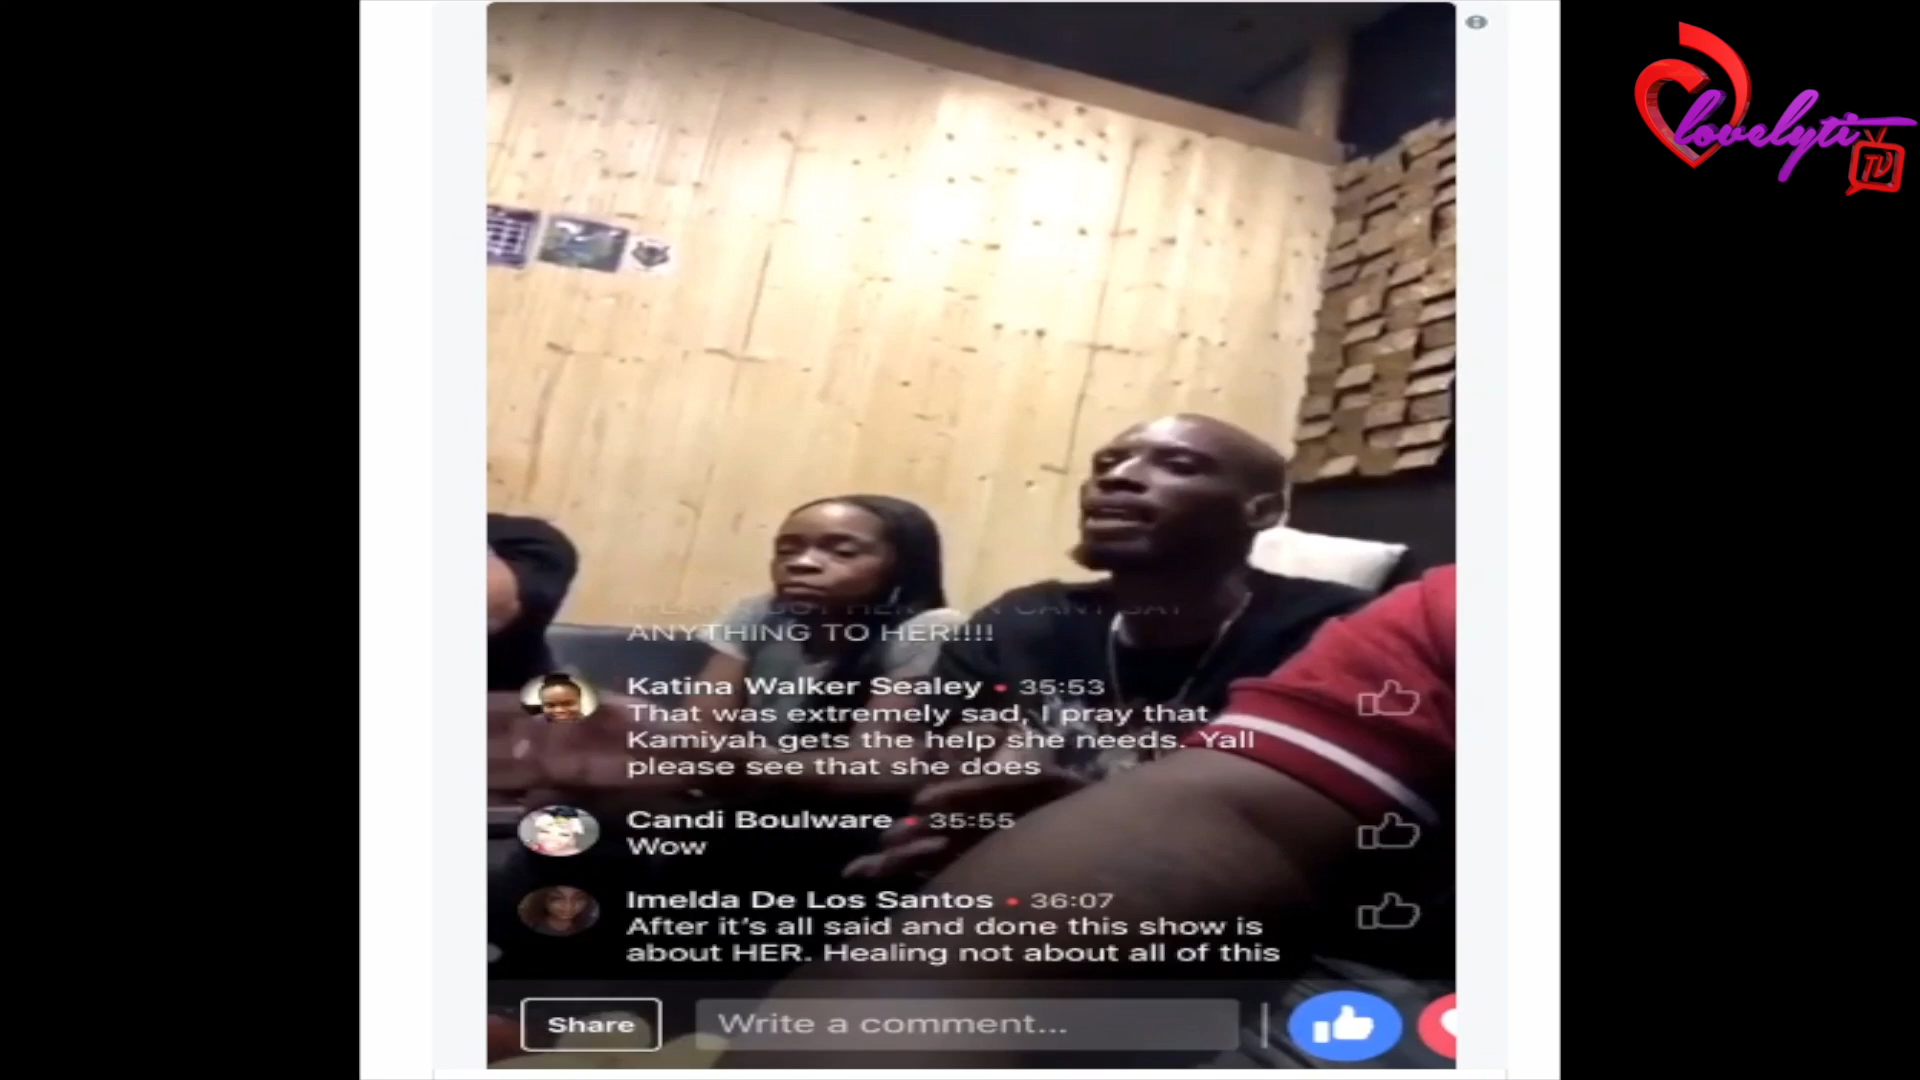 lovelyti
TV
ANYTHING TO HER!!!!
Katina Walker Sealey • 35:53
That was extremely sad, I pray that
Kamiyah gets the help she needs. Yall
please see that she does
Candi Boulware • 35:55
Wow
Imelda De Los Santos • 36:07
After it's all said and done this show is
about HER. Healing not about all of this
Share
Write a comment...